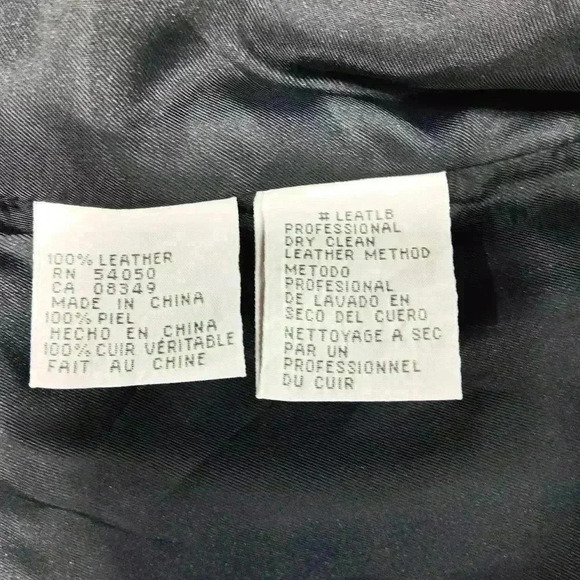 100% LEATHER
RN 54050
CA 08349
MADE IN CHINA
100% PIEL
HECHO EN CHINA
100% CUIR VÉRITABLE
FAIT AU CHINE
# LEATLB
PROFESSIONAL
DRY CLEAN
LEATHER METHOD
METODO
PROFESIONAL
DE LAVADO EN
SECO DEL CUERO
NETTOYAGE A SEC
PAR UN
PROFESSIONNEL
DU CUIR